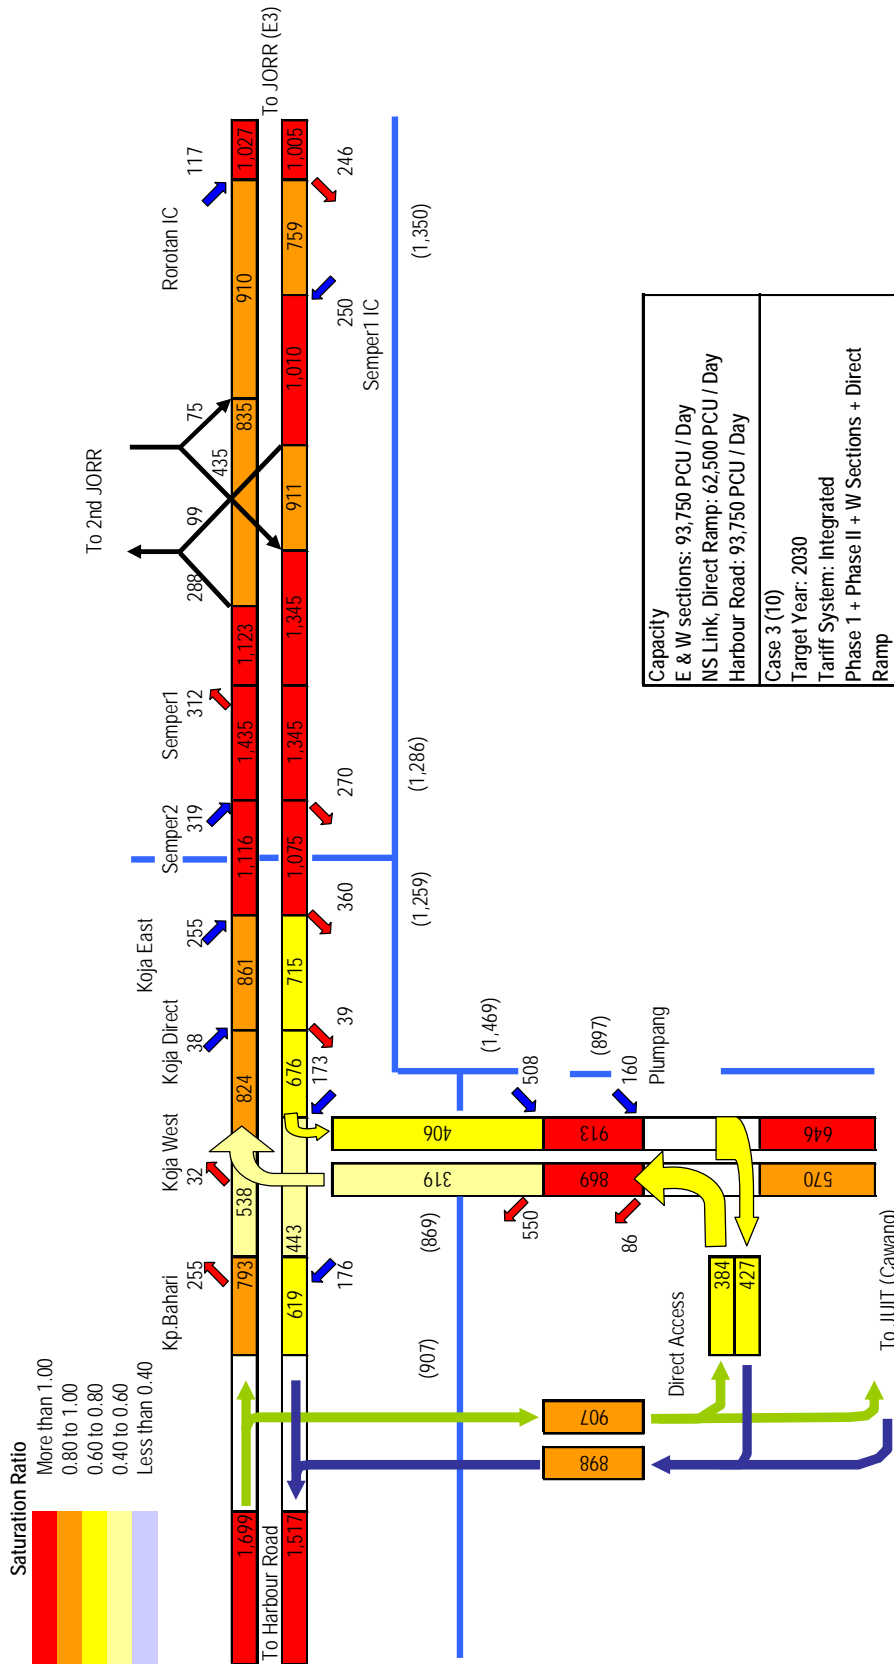 Saturation Ratio
More than 1.00
0.80 to 1.00
0.60 to 0.80
0.40 to 0.60
Less than 0.40
To 2nd JORR
288
99
435
75
Kp.Bahari
Koja West
Koja Direct
Koja East
Semper2
Semper1
Rorotan IC
255
32
38
255
319
312
117
1,699
793
538
824
861
1,116
1,435
1,123
835
910
1,027
To Harbour Road
To JORR (E3)
1,517
619
443
676
715
1,075
1,345
1,345
911
1,010
759
1,005
176
173
39
360
270
250
246
Semper1 IC
(907)
(869)
(1,469)
(1,259)
(1,286)
(1,350)
319
406
550
508
(897)
898
907
869
913
86
160
Plumpang
Direct Access
384
427
570
646
To JUIT (Cawang)
Capacity
E & W sections: 93,750 PCU / Day
NS Link, Direct Ramp: 62,500 PCU / Day
Harbour Road: 93,750 PCU / Day
Case 3 (10)
Target Year: 2030
Tariff System: Integrated
Phase 1 + Phase II + W Sections + Direct
Ramp